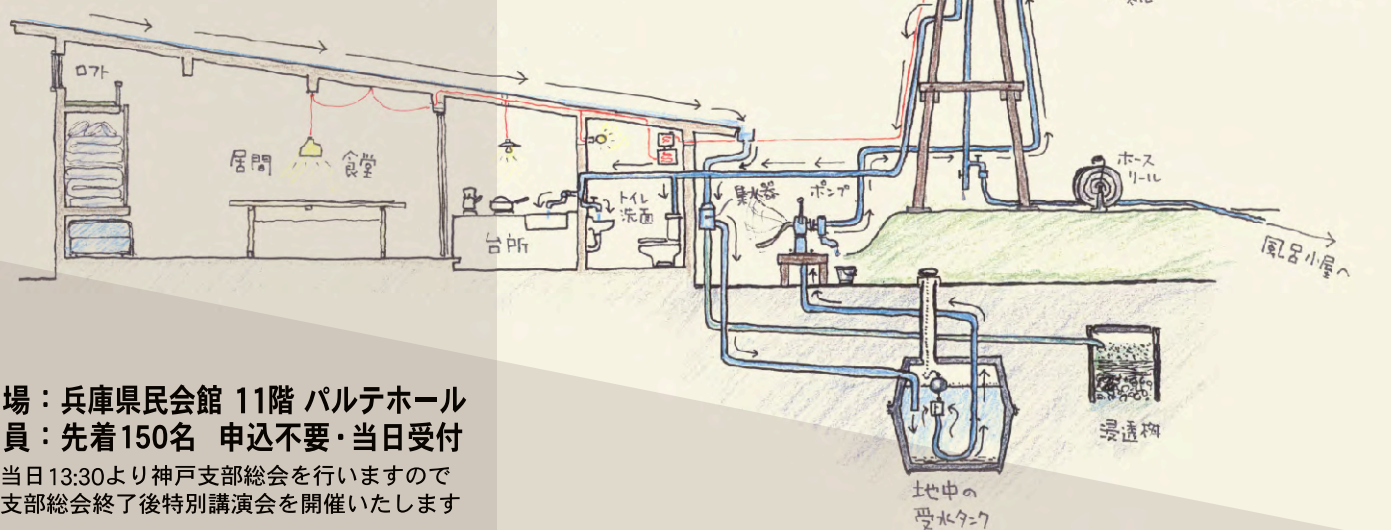 ロフト
居間 食堂
台所
トイレ
洗面
集水器
ポンプ
ホース
リール
風呂小屋へ
浸透桝
地中の
受水タンク
場：兵庫県民会館 11階 パルテホール
員：先着150名 申込不要・当日受付
当日13:30より神戸支部総会を行いますので
支部総会終了後特別講演会を開催いたします